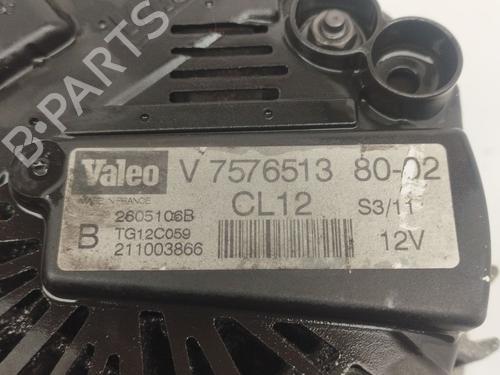 B-PARTS
Valeo V 7576513 80-02
MADE IN FRANCE CL12 S3/11
2605106B
B TG12C059 12V
211003866